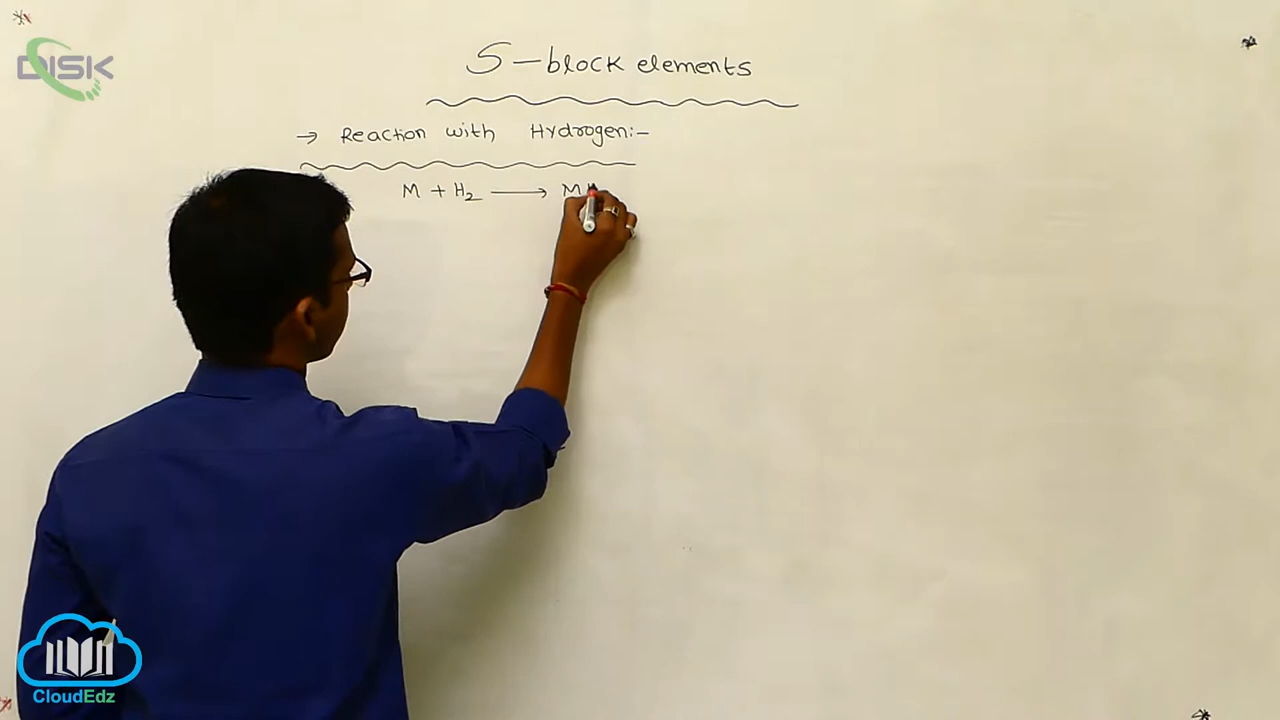 DISK
S - block elements
→ Reaction with Hydrogen:-
M + H₂ ⟶ M
CloudEdz